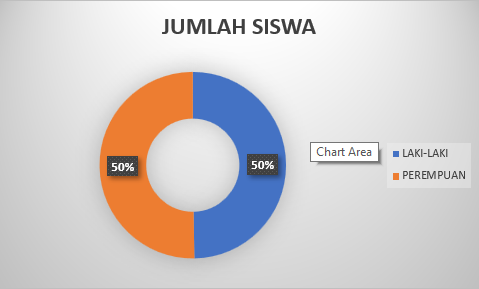 JUMLAH SISWA
50%
50%
Chart Area
LAKI-LAKI
PEREMPUAN